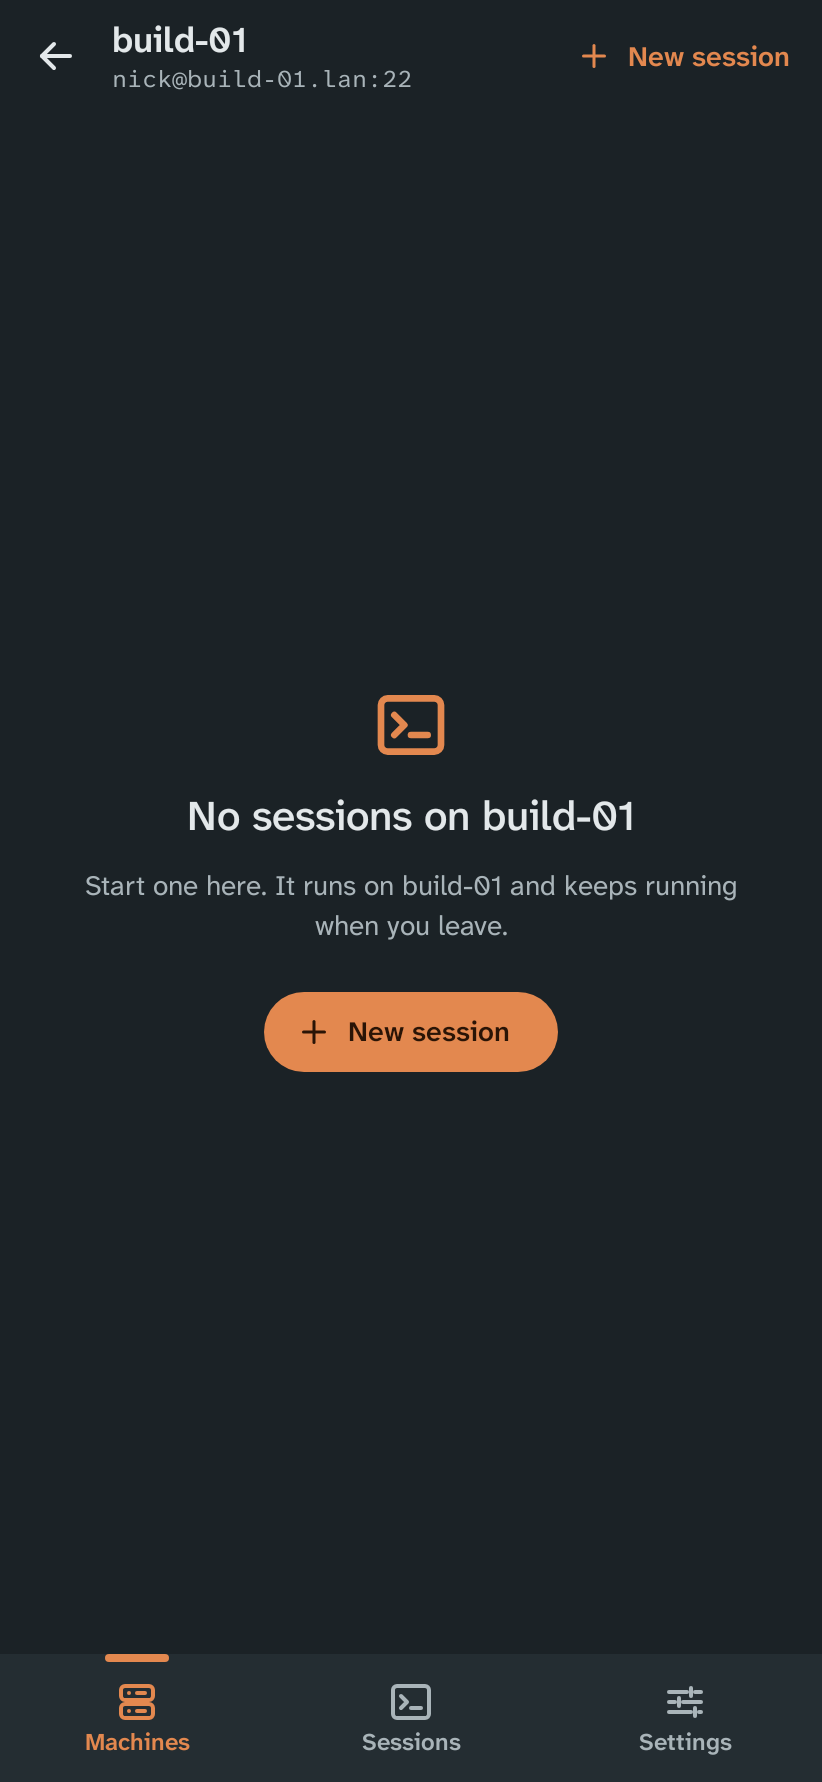 build-01
nick@build-01.lan:22
New session
No sessions on build-01
Start one here. It runs on build-01 and keeps running
when you leave.
New session
Machines
Sessions
Settings